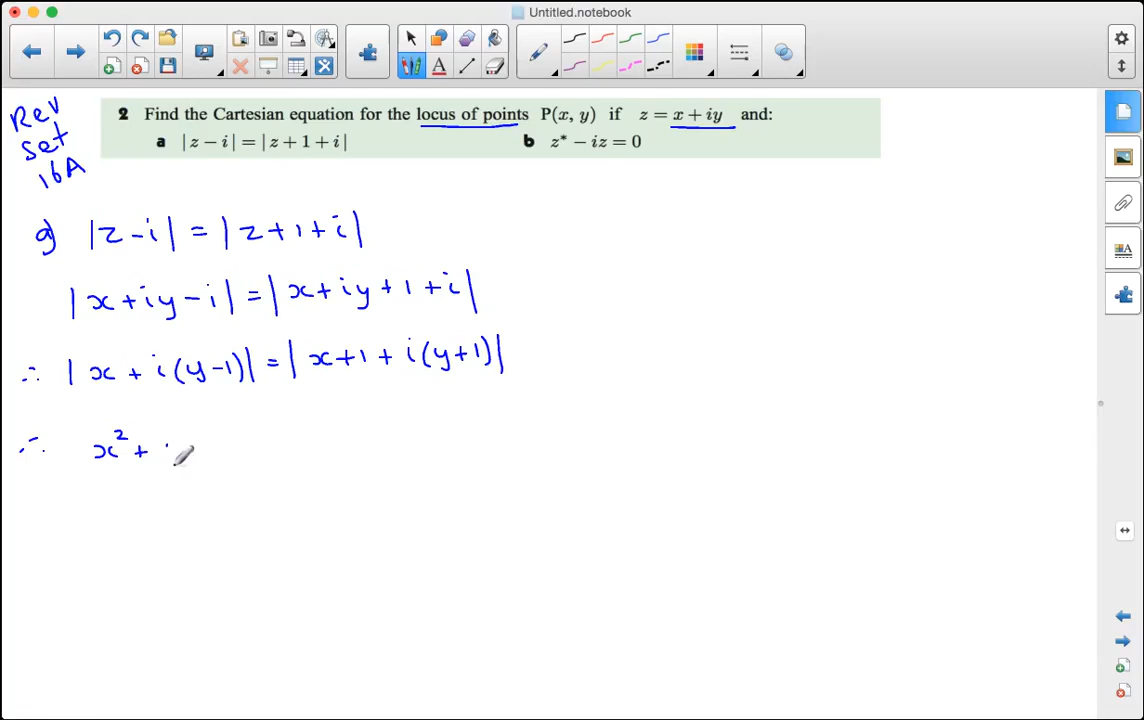 Untitled.notebook
Rev
set
16A
2 Find the Cartesian equation for the locus of points P(x, y) if z = x + iy and:
a |z − i| = |z + 1 + i| b z* − iz = 0
a) |z - i| = |z + 1 + i|
|x + iy - i| = |x + iy + 1 + i|
∴ |x + i(y-1)| = |x+1 + i(y+1)|
∴ x² +